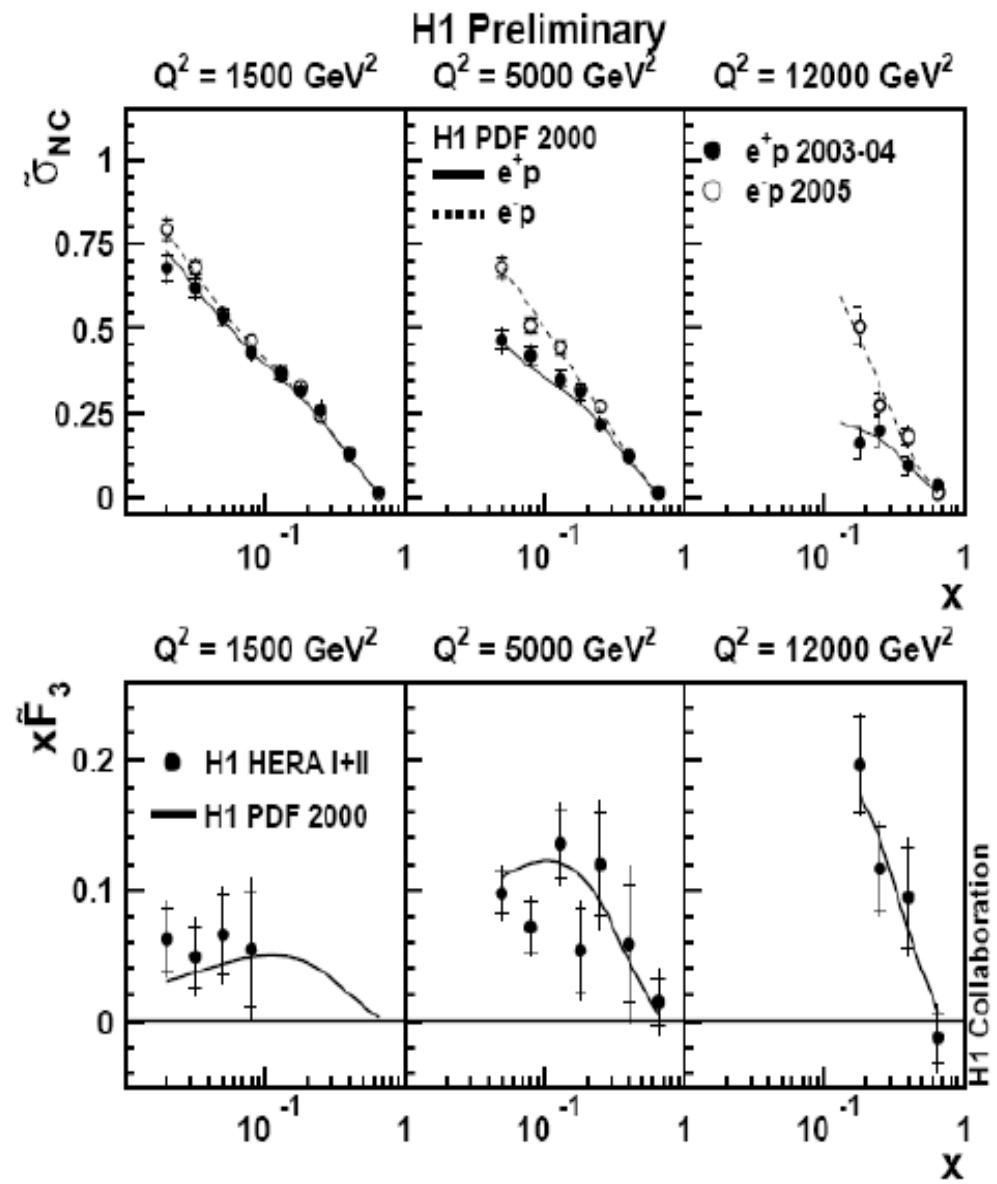 H1 Preliminary
Q² = 1500 GeV² Q² = 5000 GeV² Q² = 12000 GeV²
σ̃NC
1
0.75
0.5
0.25
0
H1 PDF 2000
e⁺p
e⁻p
e⁺p 2003-04
e⁻p 2005
10⁻¹ 1 10⁻¹ 1 10⁻¹ 1
x
Q² = 1500 GeV² Q² = 5000 GeV² Q² = 12000 GeV²
xF̃₃
0.2
0.1
0
H1 HERA I+II
H1 PDF 2000
10⁻¹ 1 10⁻¹ 1 10⁻¹ 1
x
H1 Collaboration